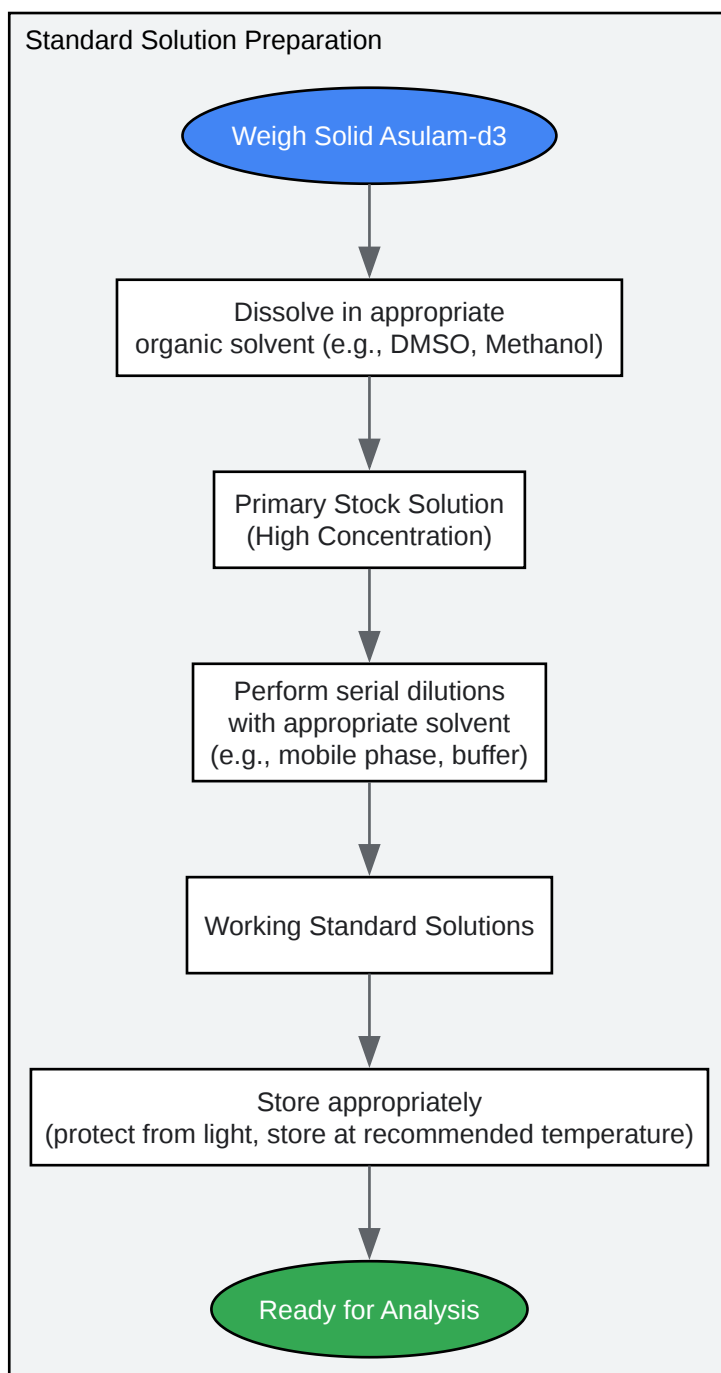 Standard Solution Preparation
Weigh Solid Asulam-d3
Dissolve in appropriate
organic solvent (e.g., DMSO, Methanol)
Primary Stock Solution
(High Concentration)
Perform serial dilutions
with appropriate solvent
(e.g., mobile phase, buffer)
Working Standard Solutions
Store appropriately
(protect from light, store at recommended temperature)
Ready for Analysis